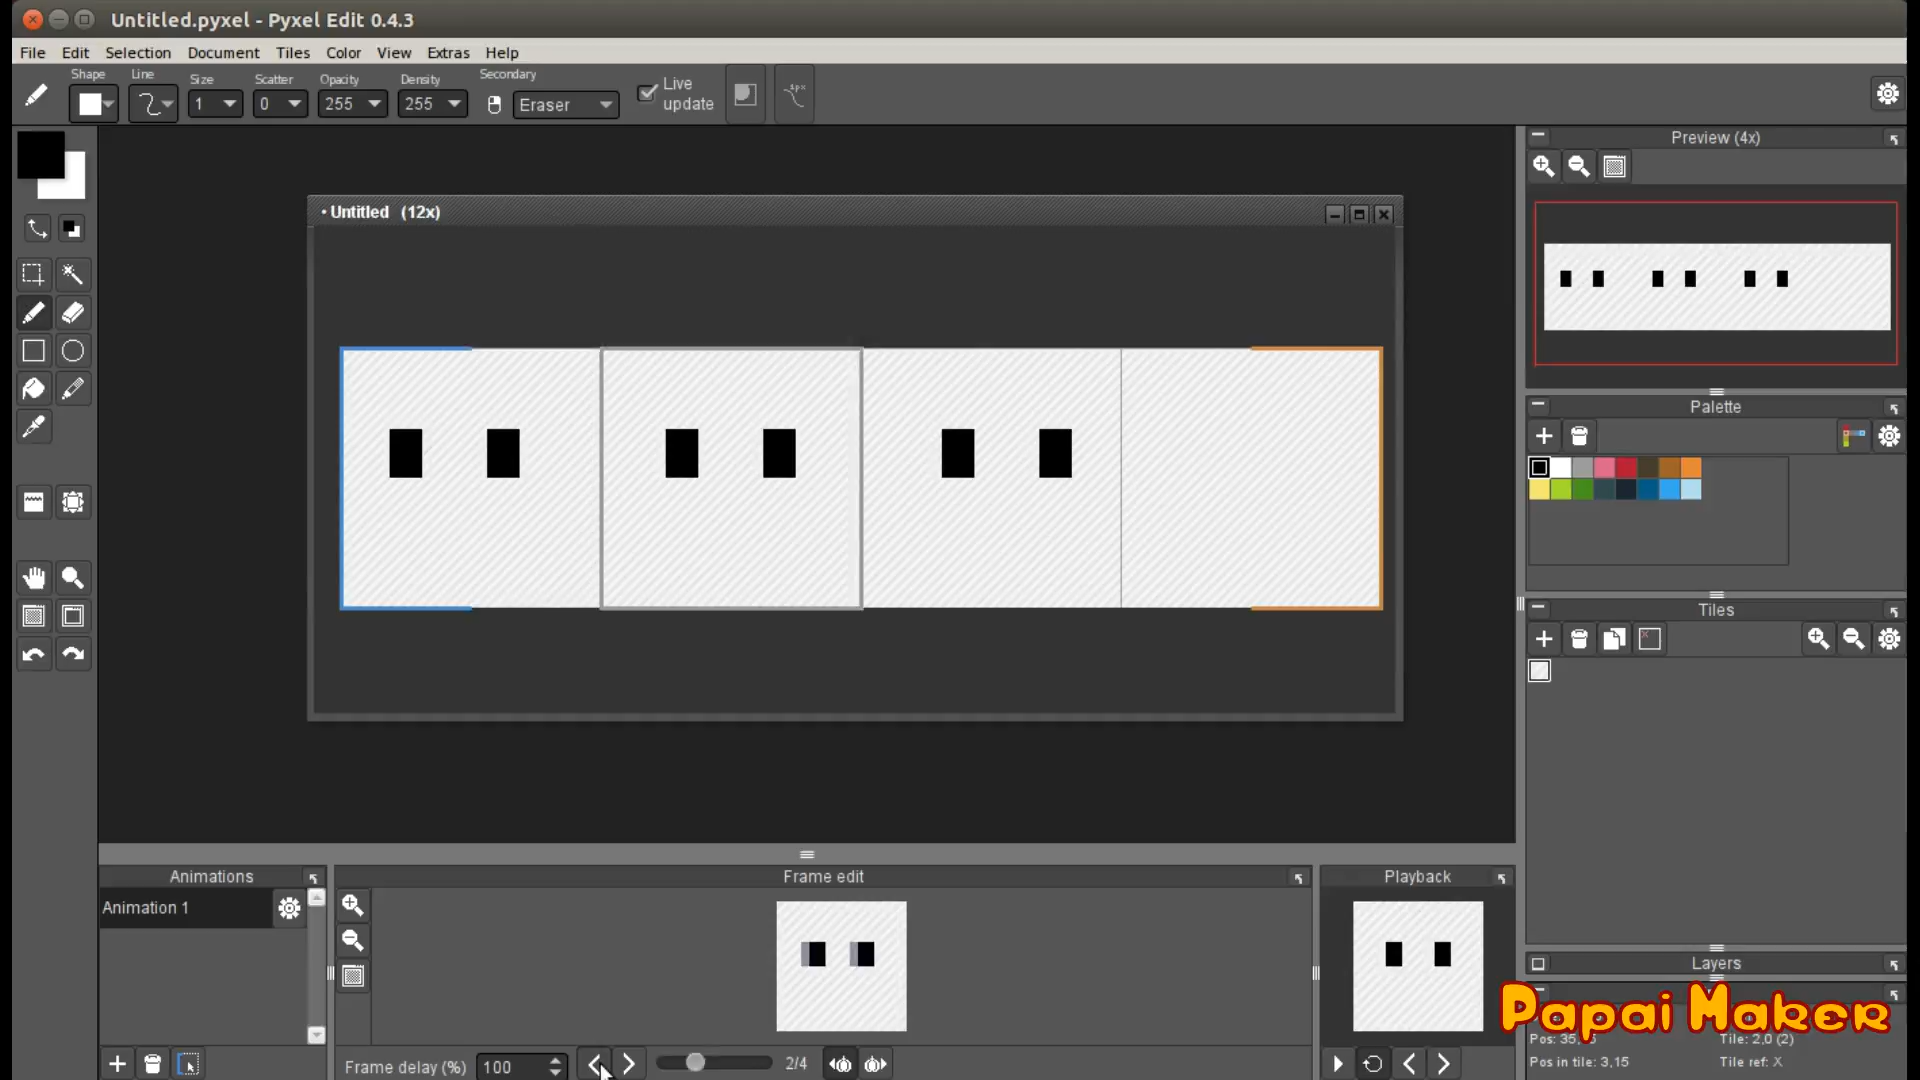 Untitled.pyxel - Pyxel Edit 0.4.3
File Edit Selection Document Tiles Color View Extras Help
Shape Line Size Scatter Opacity Density Secondary
1 0 255 255 Eraser
Live update
1px
Preview (4x)
• Untitled (12x)
Palette
Tiles
Animations
Animation 1
Frame edit
Playback
Layers
Papai Maker
Tile: 2,0 (2)
Pos in tile: 3,15 Tile ref: X
Frame delay (%) 100
2/4